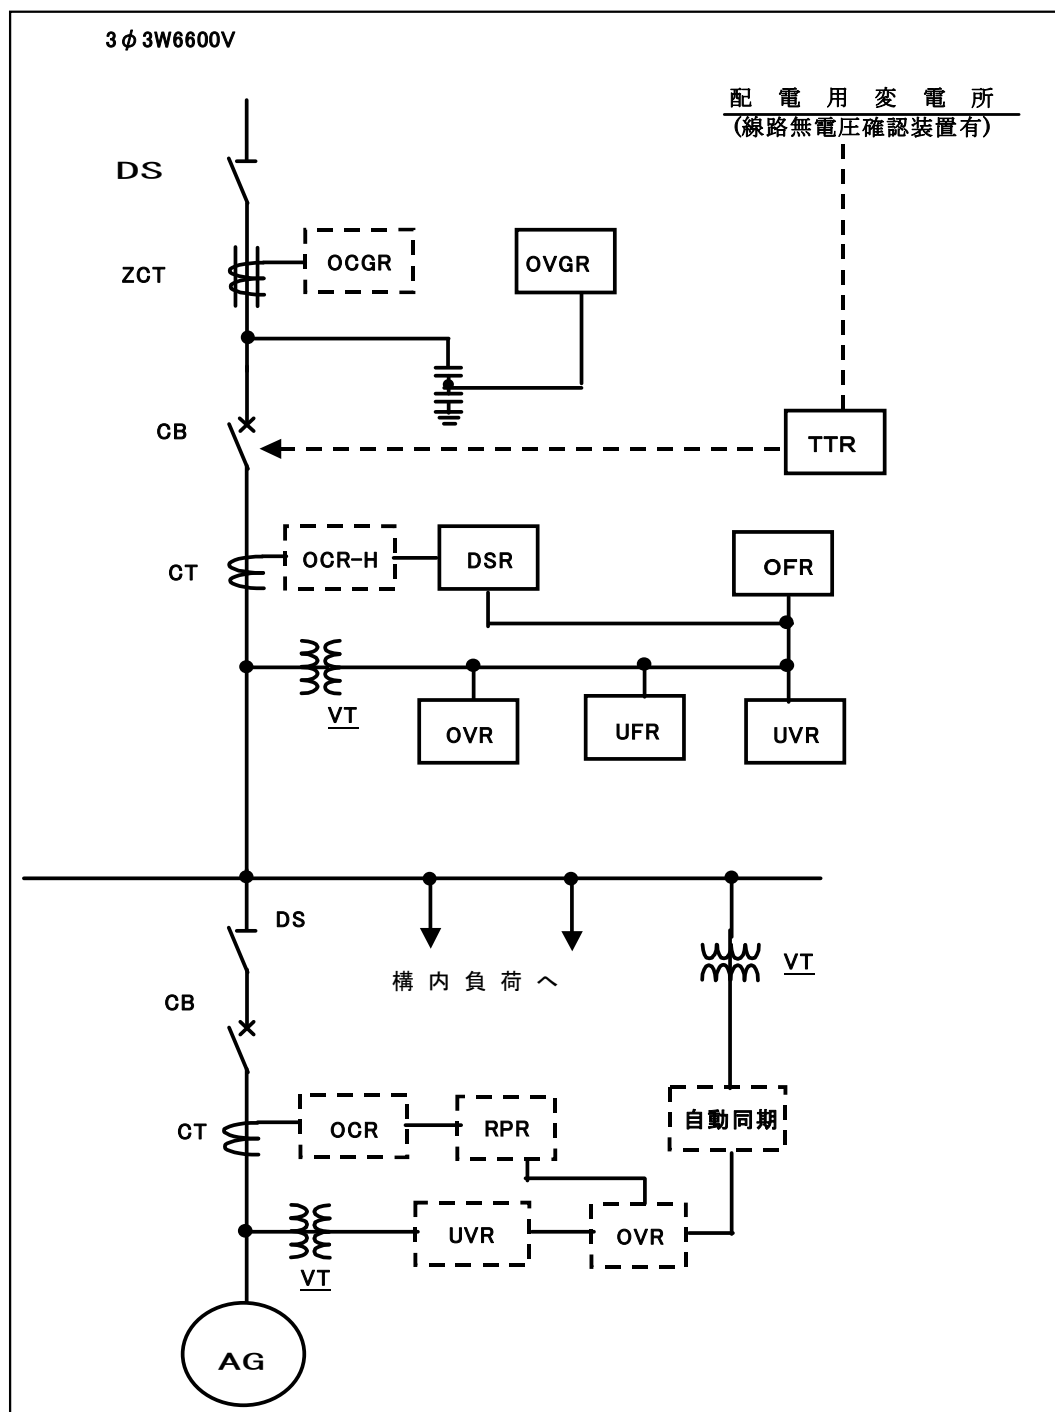 3φ3W6600V
配電用変電所
(線路無電圧確認装置有)
DS
OCGR
OVGR
ZCT
CB
TTR
OCR-H
DSR
OFR
CT
VT
OVR
UFR
UVR
DS
VT
構内負荷へ
CB
CT
OCR
RPR
自動同期
UVR
OVR
VT
AG